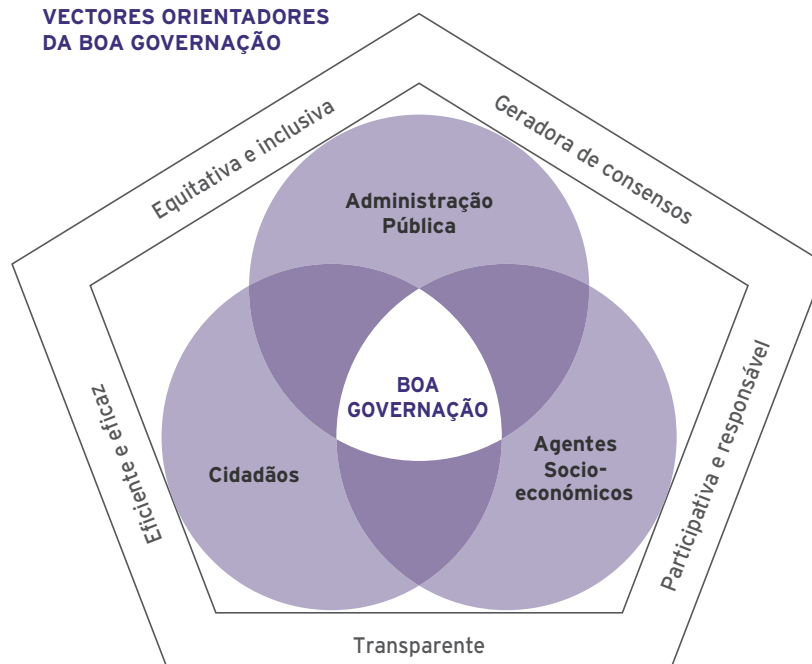 VECTORES ORIENTADORES
DA BOA GOVERNAÇÃO
Equitativa e inclusiva
Geradora de consensos
Administração
Pública
BOA
GOVERNAÇÃO
Cidadãos
Agentes
Socio-
económicos
Eficiente e eficaz
Participativa e responsável
Transparente